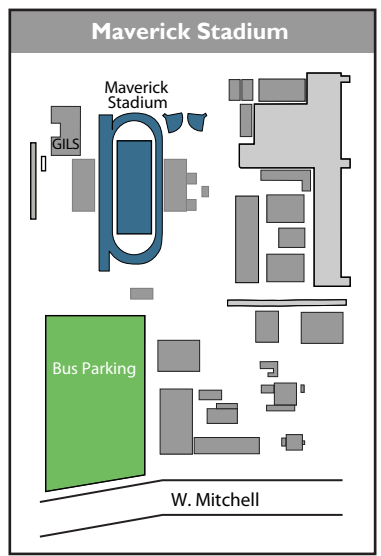 Maverick Stadium
Maverick
Stadium
GILS
Bus Parking
W. Mitchell